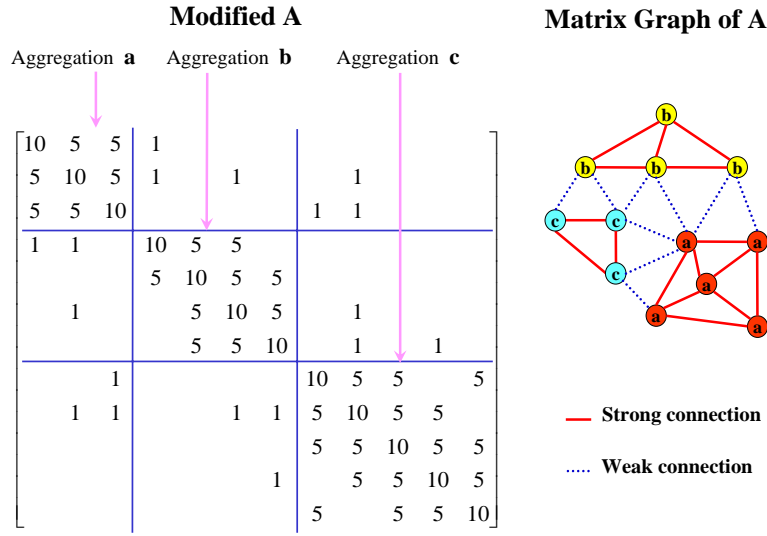 Modified A
Matrix Graph of A
Aggregation a Aggregation b Aggregation c
10 5 5 1
5 10 5 1 1 1
5 5 10 1 1
1 1 10 5 5
5 10 5 5
1 5 10 5 1
5 5 10 1 1
1 10 5 5 5
1 1 1 1 5 10 5 5
5 5 10 5 5
1 5 5 10 5
5 5 5 10
b
b b b
c c
a a
c
a
a
a
Strong connection
Weak connection